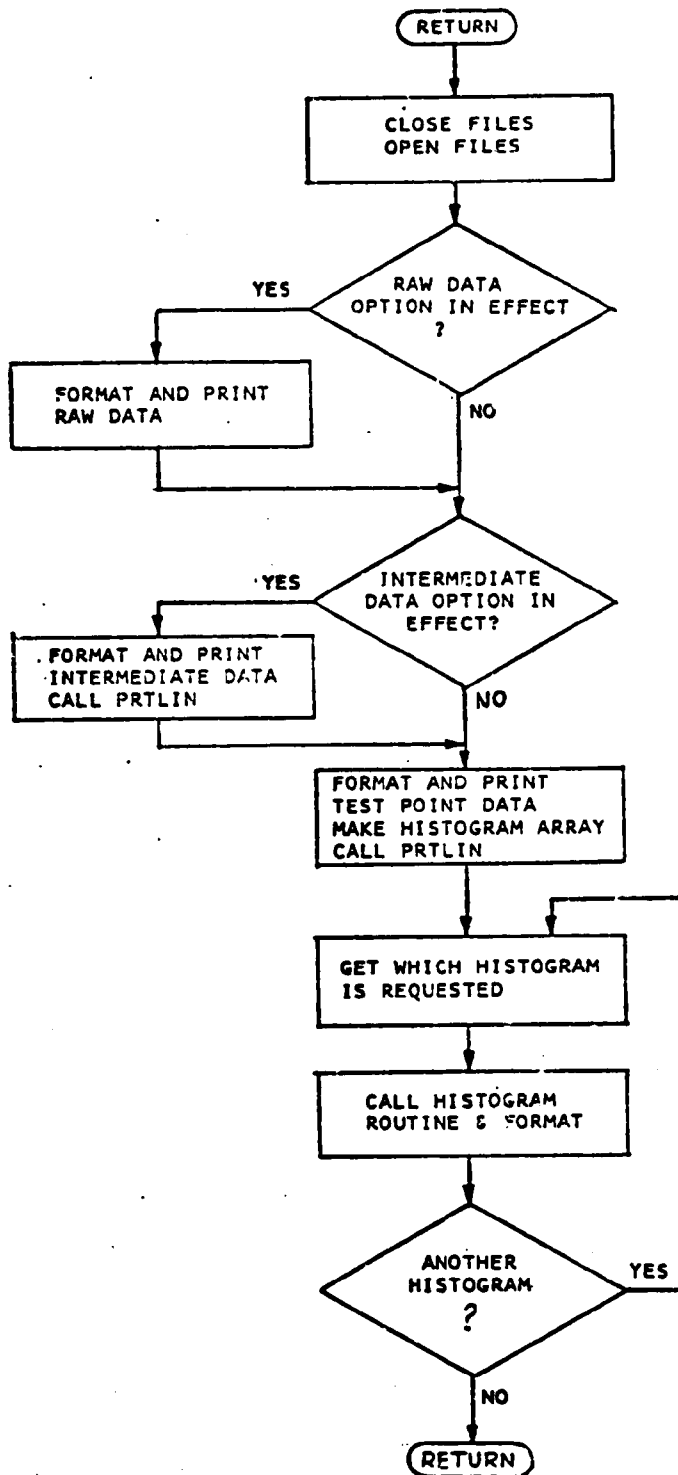 RETURN
CLOSE FILES
OPEN FILES
RAW DATA
OPTION IN EFFECT
?
YES
NO
FORMAT AND PRINT
RAW DATA
INTERMEDIATE
DATA OPTION IN
EFFECT?
YES
NO
FORMAT AND PRINT
INTERMEDIATE DATA
CALL PRTLIN
FORMAT AND PRINT
TEST POINT DATA
MAKE HISTOGRAM ARRAY
CALL PRTLIN
GET WHICH HISTOGRAM
IS REQUESTED
CALL HISTOGRAM
ROUTINE & FORMAT
ANOTHER
HISTOGRAM
?
YES
NO
RETURN